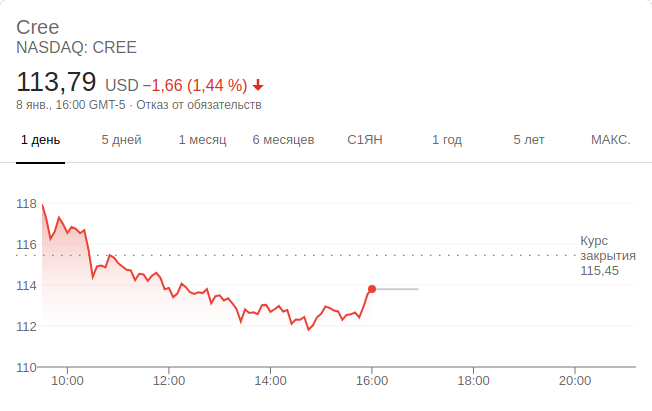 Cree
NASDAQ: CREE
113,79 USD −1,66 (1,44 %)
8 янв., 16:00 GMT-5 · Отказ от обязательств
1 день 5 дней 1 месяц 6 месяцев С1ЯН 1 год 5 лет МАКС.
118
116
114
112
110
Курс
закрытия
115,45
10:00 12:00 14:00 16:00 18:00 20:00